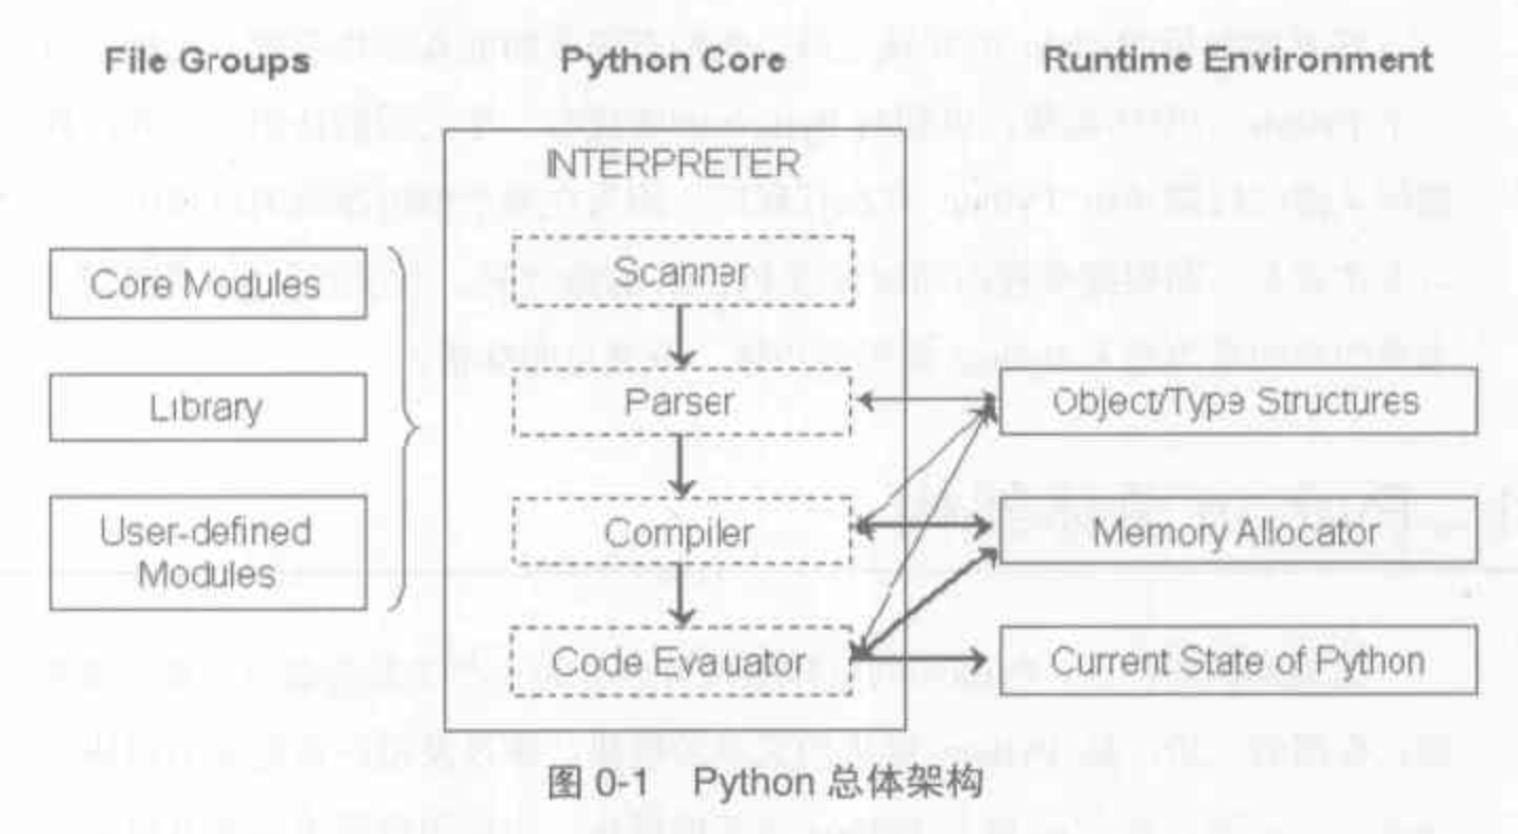 File Groups
Python Core
Runtime Environment
INTERPRETER
Core Modules
Library
User-defined
Modules
Scanner
Parser
Compiler
Code Evauator
Object/Type Structures
Memory Allocator
Current State of Python
图 0-1 Python 总体架构